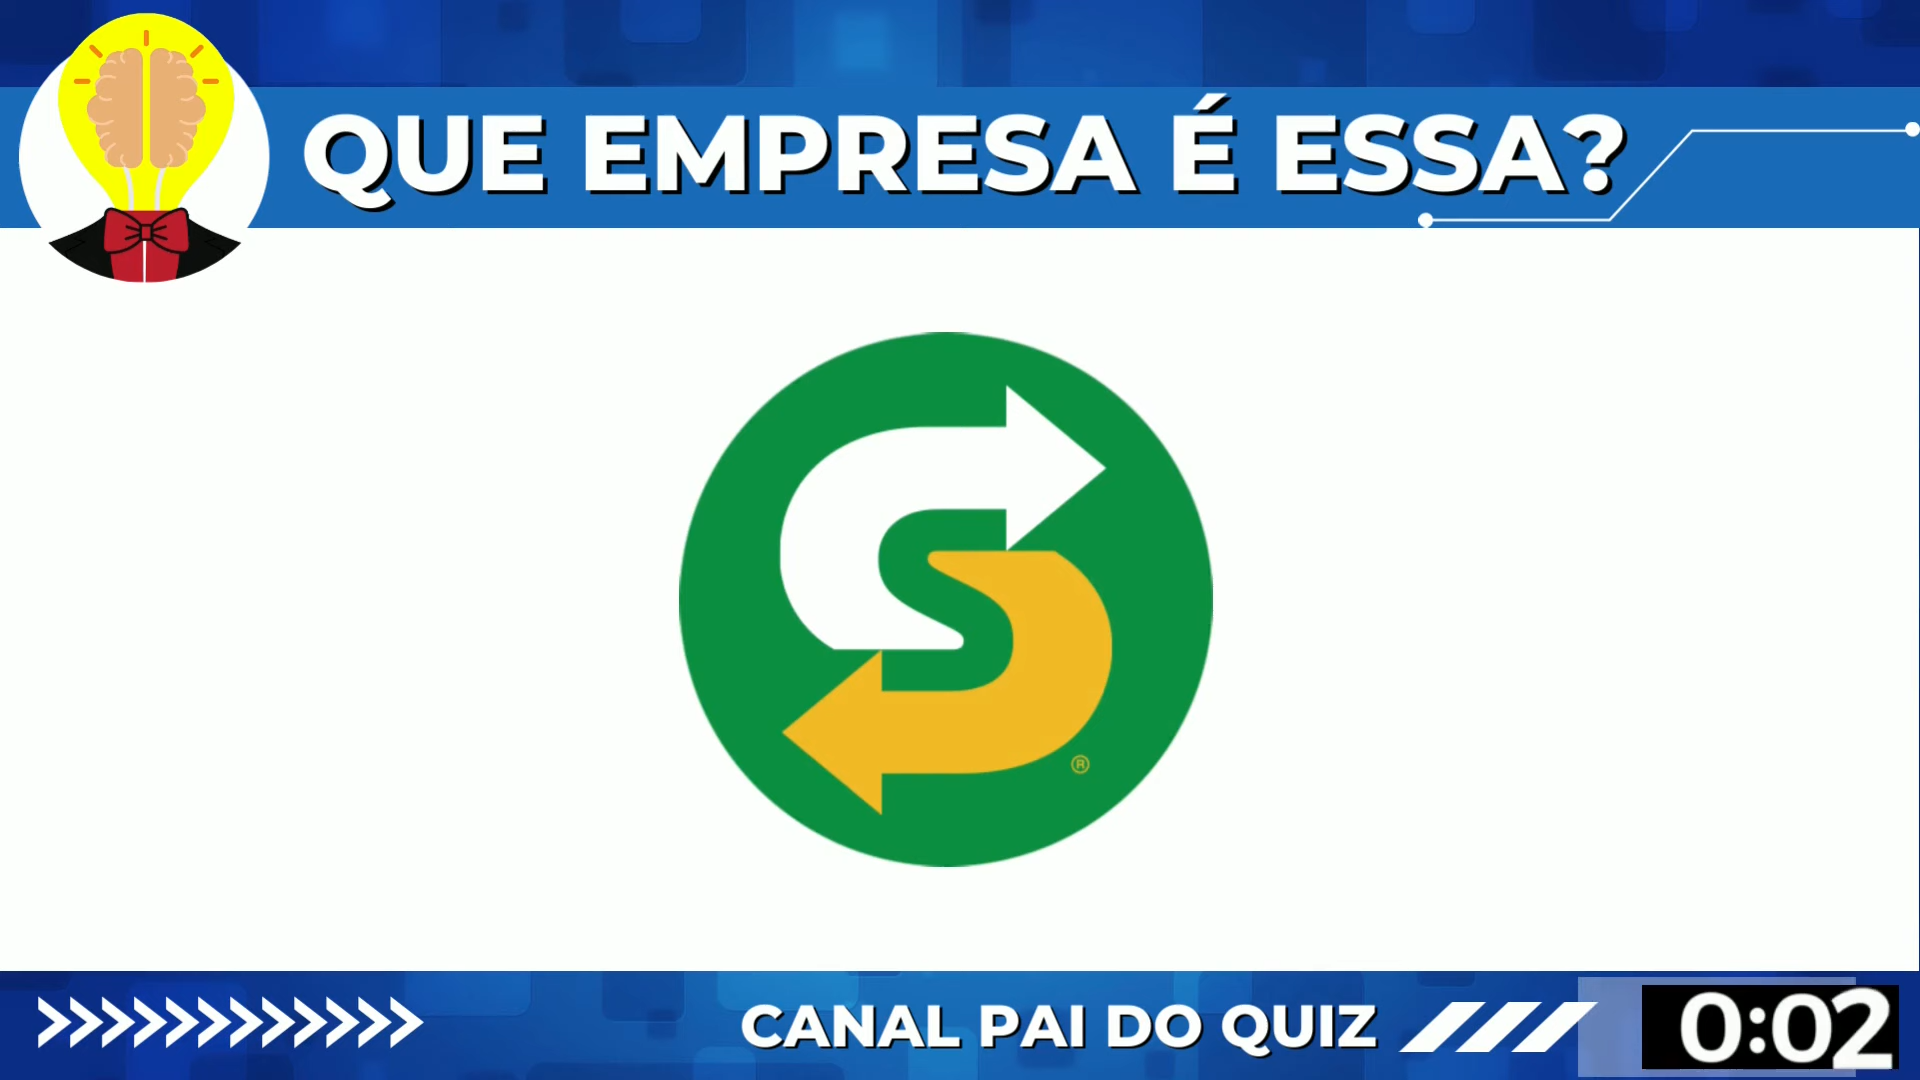 QUE EMPRESA É ESSA?
S
®
CANAL PAI DO QUIZ
0:02